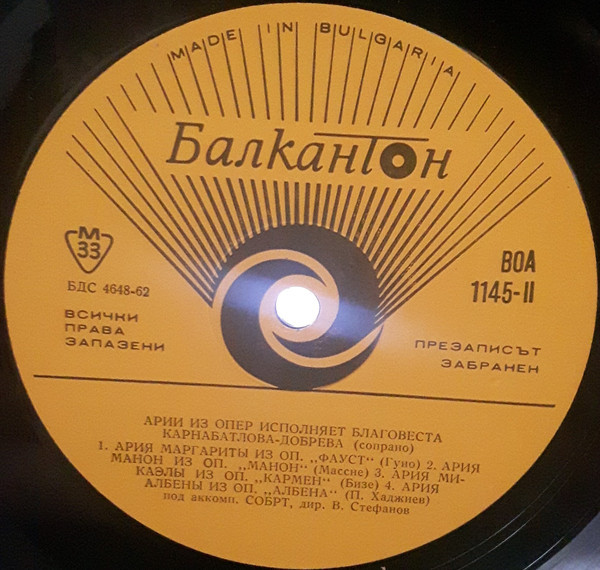 MADE IN BULGARIA
Балкантон
М
33
БДС 4648-62
ВСИЧКИ
ПРАВА
ЗАПАЗЕНИ
ВОА
1145-II
ПРЕЗАПИСЪТ
ЗАБРАНЕН
АРИИ ИЗ ОПЕР ИСПОЛНЯЕТ БЛАГОВЕСТА
КАРНАБАТЛОВА-ДОБРЕВА (сопрано)
1. АРИЯ МАРГАРИТЫ ИЗ ОП. „ФАУСТ“ (Гуно) 2. АРИЯ
МАНОН ИЗ ОП. „МАНОН“ (Массне) 3. АРИЯ МИ-
КАЭЛЫ ИЗ ОП. „КАРМЕН“ (Бизе) 4. АРИЯ
АЛБЕНЫ ИЗ ОП. „АЛБЕНА“ (П. Хаджиев)
под аккомп. СОБРТ, дир. В. Стефанов